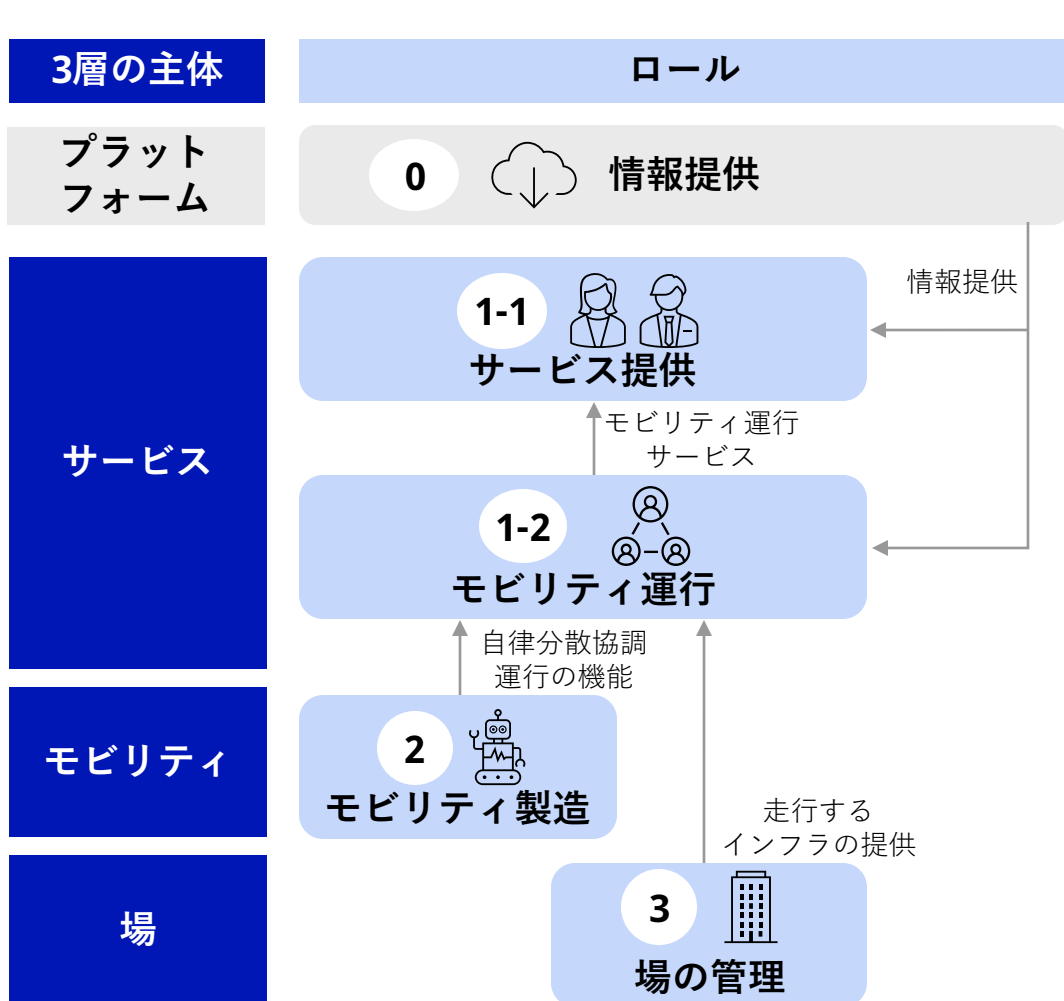 3層の主体
ロール
プラット
フォーム
0
情報提供
情報提供
サービス
1-1
サービス提供
モビリティ運行
サービス
1-2
モビリティ運行
自律分散協調
運行の機能
モビリティ
2
モビリティ製造
走行する
インフラの提供
場
3
場の管理